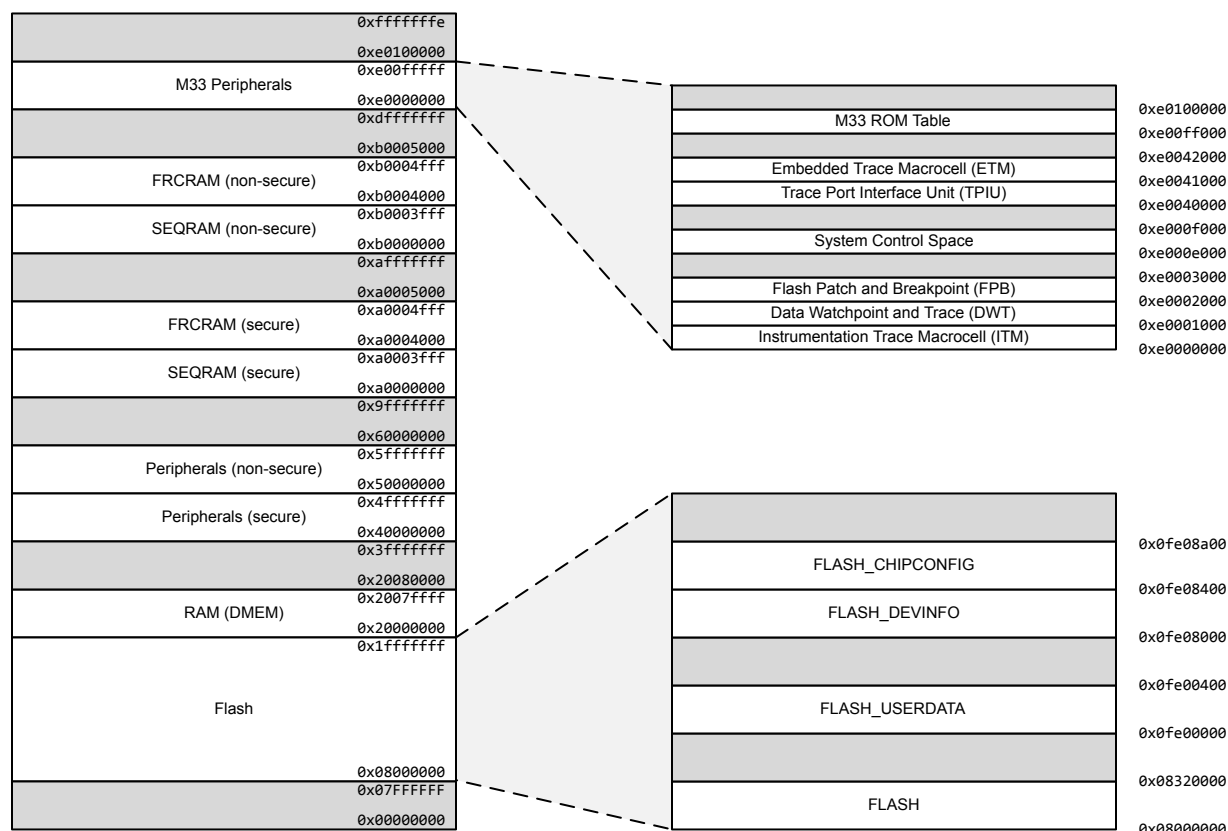 0xfffffffe
0xe0100000
M33 Peripherals
0xe00fffff
0xe0000000
0xdfffffff
0xb0005000
FRCRAM (non-secure)
0xb0004fff
0xb0004000
SEQRAM (non-secure)
0xb0003fff
0xb0000000
0xafffffff
0xa0005000
FRCRAM (secure)
0xa0004fff
0xa0004000
SEQRAM (secure)
0xa0003fff
0xa0000000
0x9fffffff
0x60000000
Peripherals (non-secure)
0x5fffffff
0x50000000
Peripherals (secure)
0x4fffffff
0x40000000
0x3fffffff
0x20080000
RAM (DMEM)
0x2007ffff
0x20000000
0x1fffffff
Flash
0x08000000
0x07FFFFFF
0x00000000
0xe0100000
M33 ROM Table
0xe00ff000
0xe0042000
Embedded Trace Macrocell (ETM)
0xe0041000
Trace Port Interface Unit (TPIU)
0xe0040000
0xe000f000
System Control Space
0xe000e000
0xe0003000
Flash Patch and Breakpoint (FPB)
0xe0002000
Data Watchpoint and Trace (DWT)
0xe0001000
Instrumentation Trace Macrocell (ITM)
0xe0000000
0x0fe08a00
FLASH_CHIPCONFIG
0x0fe08400
FLASH_DEVINFO
0x0fe08000
0x0fe00400
FLASH_USERDATA
0x0fe00000
0x08320000
FLASH
0x08000000